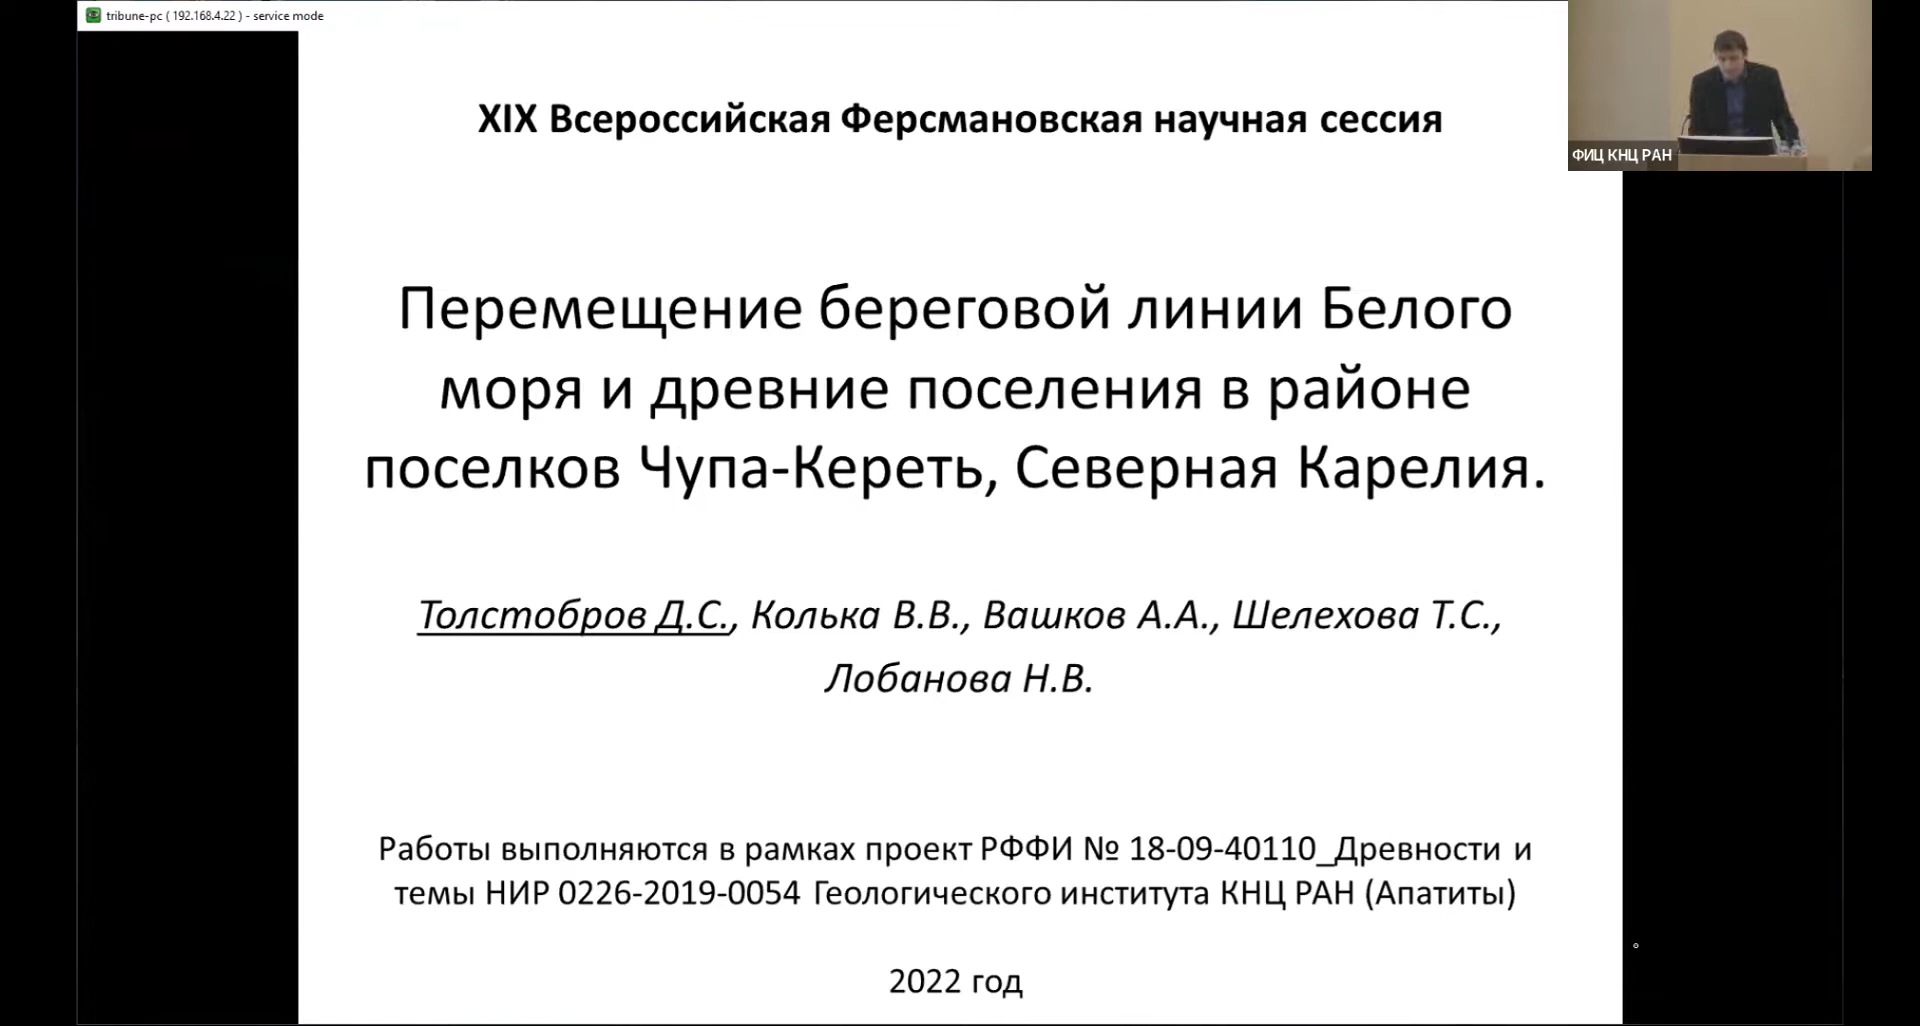 tribune-pc ( 192.168.4.22 ) - service mode
XIX Всероссийская Ферсмановская научная сессия
ФИЦ КНЦ РАН
Перемещение береговой линии Белого
моря и древние поселения в районе
поселков Чупа-Кереть, Северная Карелия.
Толстобров Д.С., Колька В.В., Вашков А.А., Шелехова Т.С.,
Лобанова Н.В.
Работы выполняются в рамках проект РФФИ № 18-09-40110_Древности и
темы НИР 0226-2019-0054 Геологического института КНЦ РАН (Апатиты)
2022 год